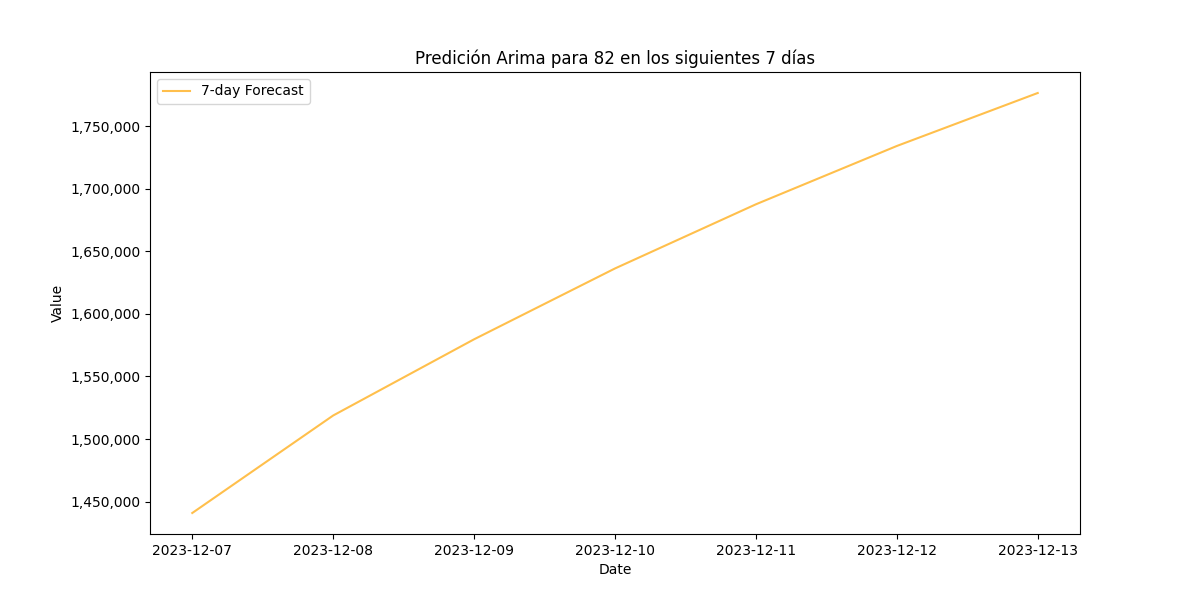 Predición Arima para 82 en los siguientes 7 días
7-day Forecast
1,750,000
1,700,000
1,650,000
1,600,000
1,550,000
1,500,000
1,450,000
Value
2023-12-07 2023-12-08 2023-12-09 2023-12-10 2023-12-11 2023-12-12 2023-12-13
Date